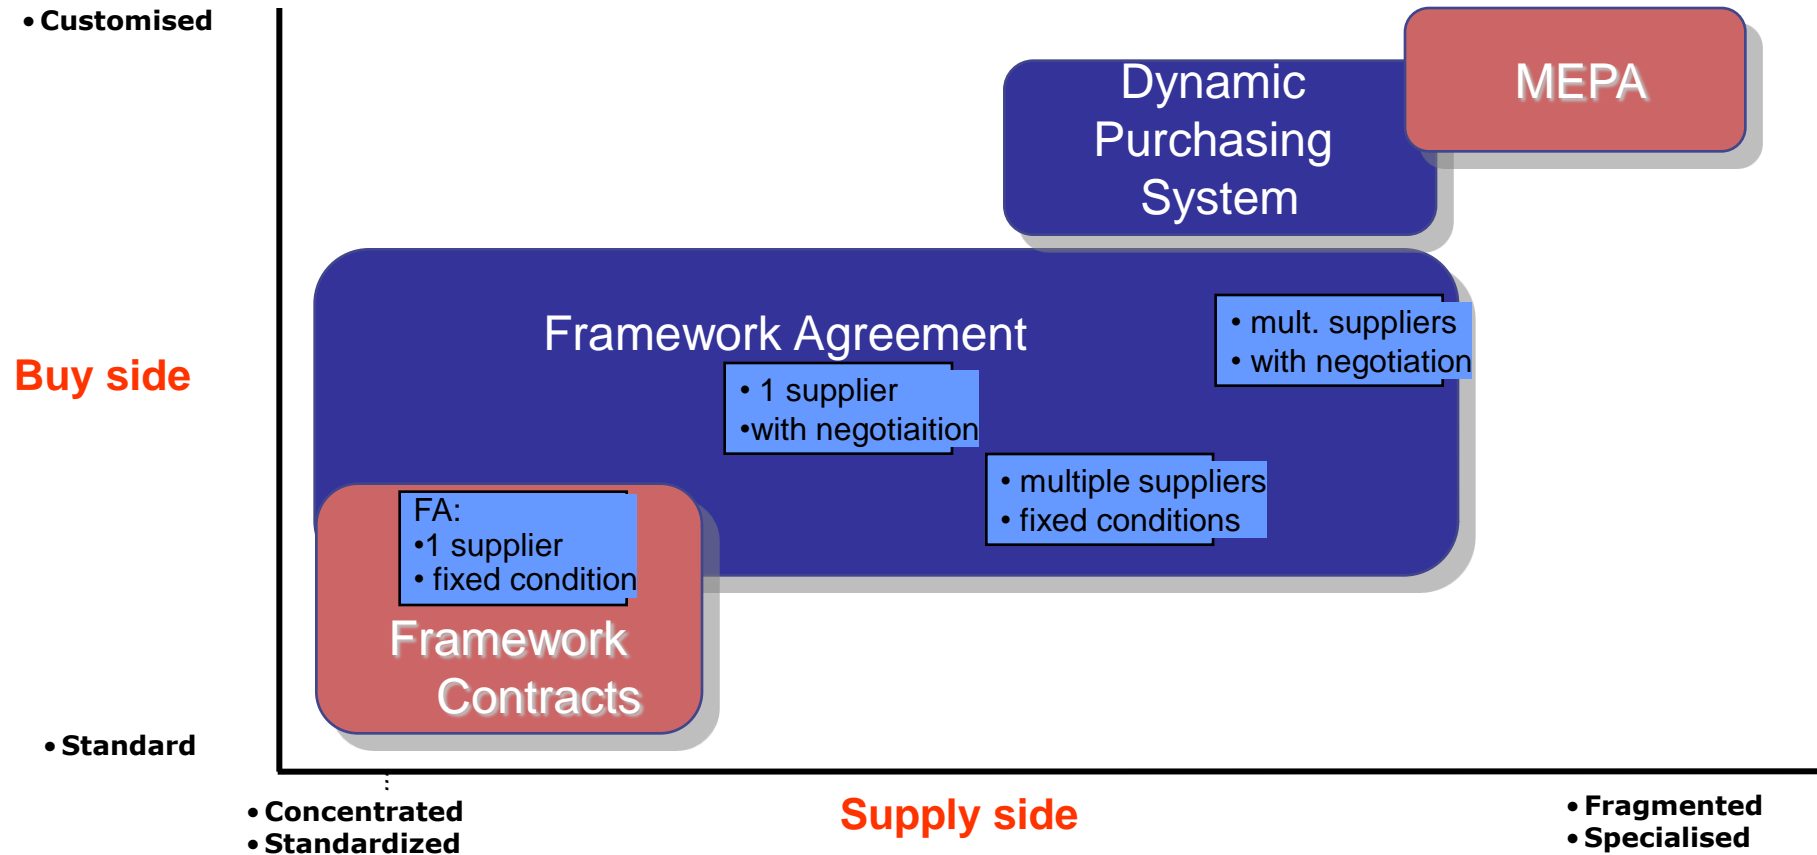 • Customised
Dynamic
Purchasing
System
MEPA
Framework Agreement
• mult. suppliers
• with negotiation
Buy side
• 1 supplier
•with negotiaition
• multiple suppliers
• fixed conditions
FA:
•1 supplier
• fixed condition
Framework
Contracts
• Standard
• Concentrated
• Standardized
Supply side
• Fragmented
• Specialised